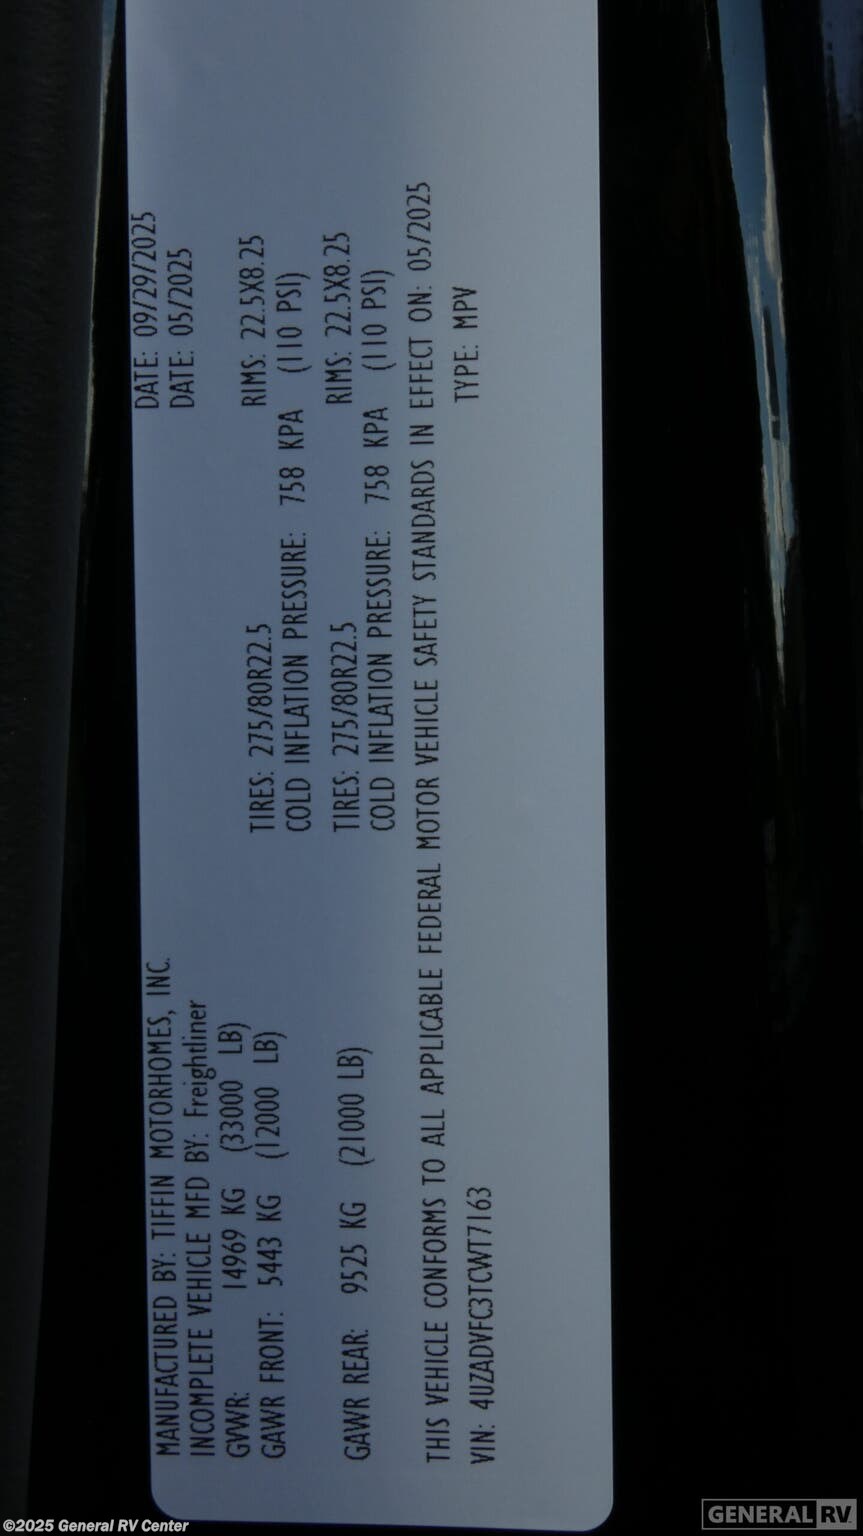 MANUFACTURED BY: TIFFIN MOTORHOMES, INC. DATE: 09/29/2025
INCOMPLETE VEHICLE MFD BY: Freightliner DATE: 05/2025
GVWR: 14969 KG (33000 LB)
GAWR FRONT: 5443 KG (12000 LB) TIRES: 275/80R22.5 RIMS: 22.5X8.25
COLD INFLATION PRESSURE: 758 KPA (110 PSI)
GAWR REAR: 9525 KG (21000 LB) TIRES: 275/80R22.5 RIMS: 22.5X8.25
COLD INFLATION PRESSURE: 758 KPA (110 PSI)
THIS VEHICLE CONFORMS TO ALL APPLICABLE FEDERAL MOTOR VEHICLE SAFETY STANDARDS IN EFFECT ON: 05/2025
VIN: 4UZADVFC3TCWT7163 TYPE: MPV
©2025 General RV Center
GENERAL RV